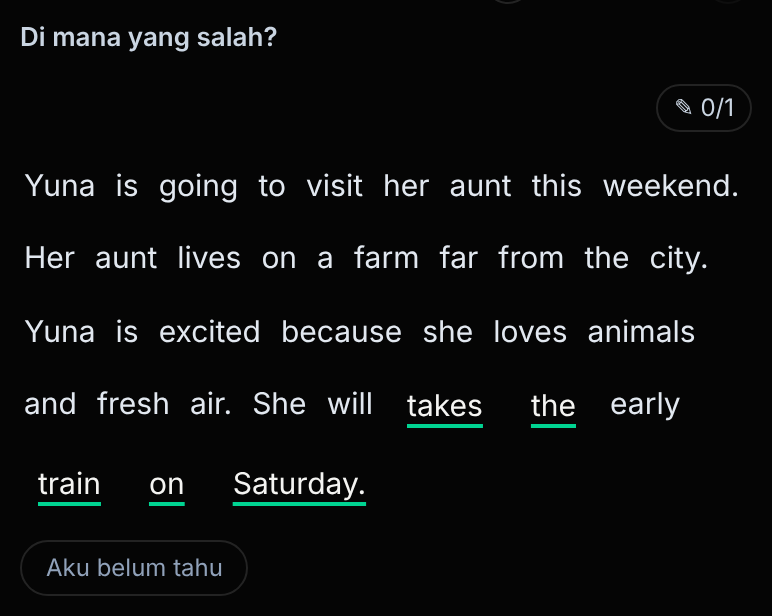 Di mana yang salah?
✎ 0/1
Yuna is going to visit her aunt this weekend.
Her aunt lives on a farm far from the city.
Yuna is excited because she loves animals
and fresh air. She will takes the early
train on Saturday.
Aku belum tahu